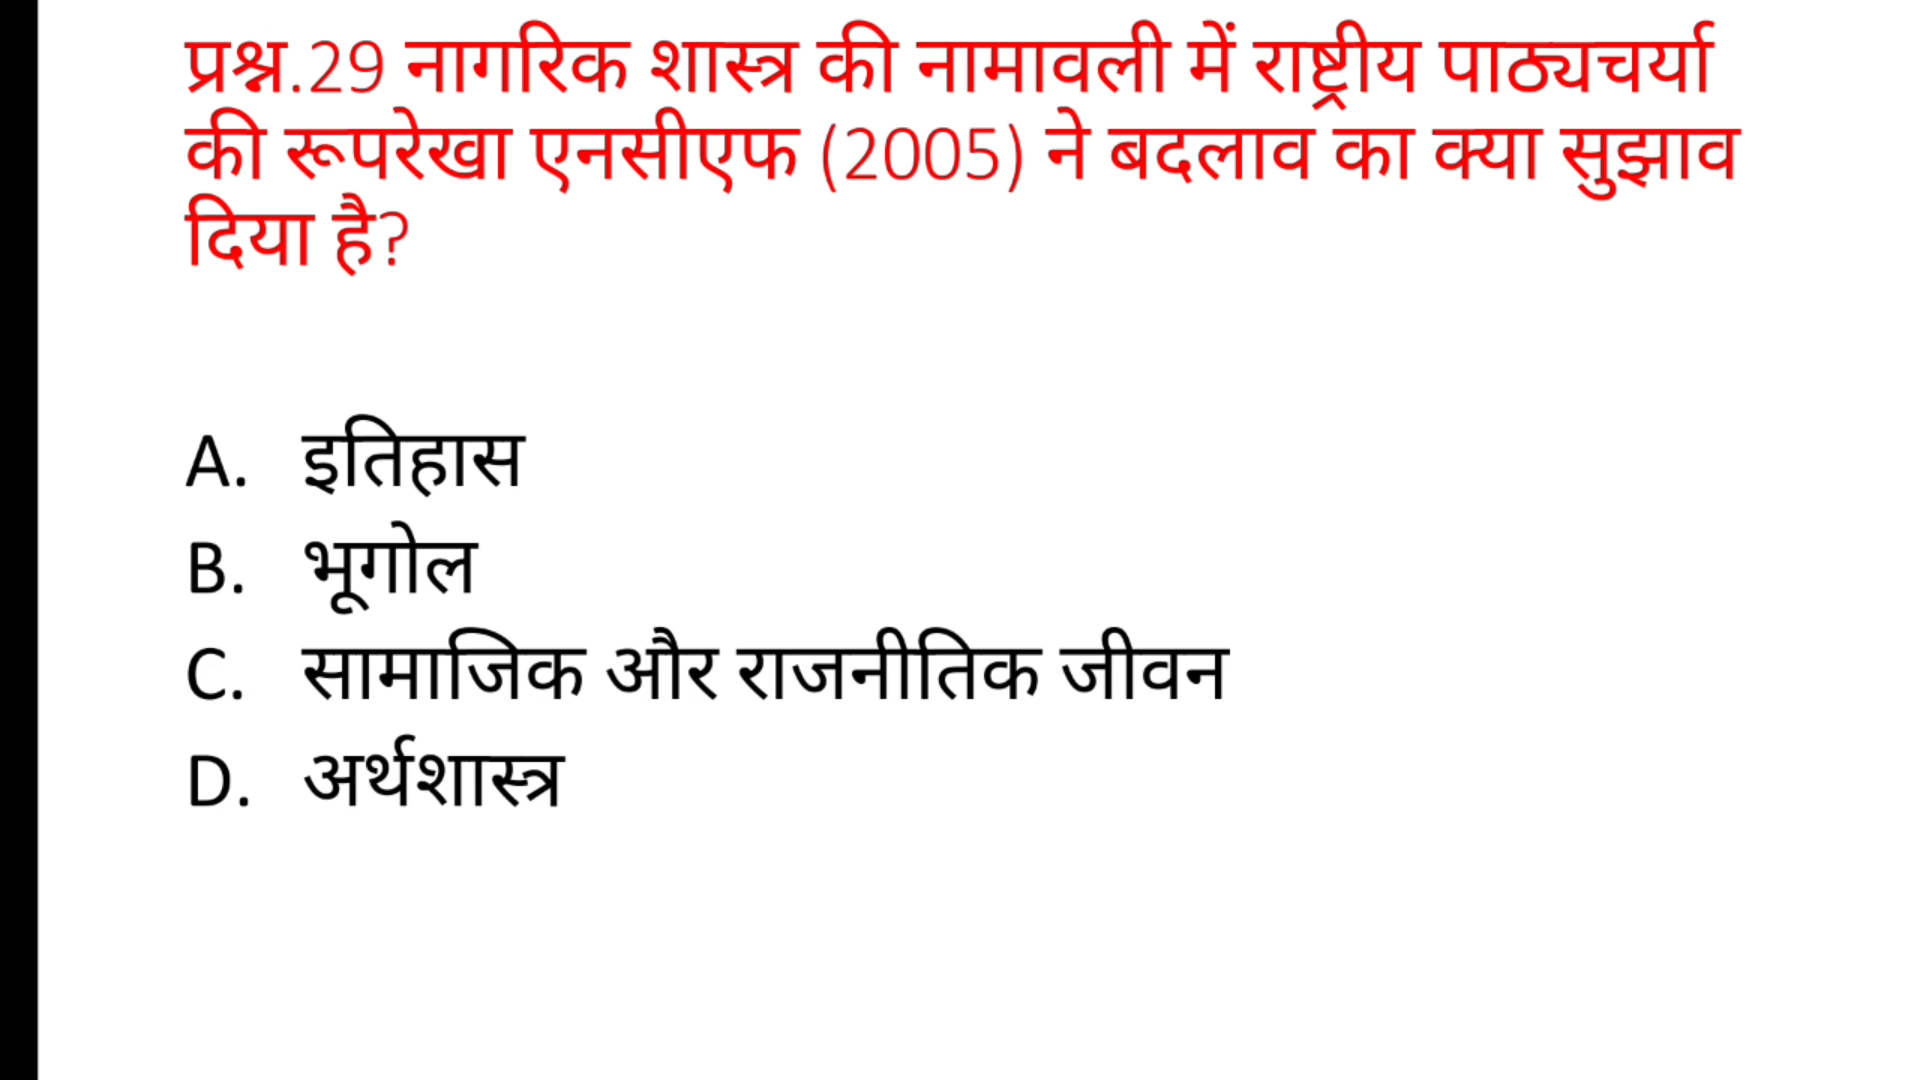 प्रश्न.29 नागरिक शास्त्र की नामावली में राष्ट्रीय पाठ्यचर्या
की रूपरेखा एनसीएफ (2005) ने बदलाव का क्या सुझाव
दिया है?
A. इतिहास
B. भूगोल
C. सामाजिक और राजनीतिक जीवन
D. अर्थशास्त्र